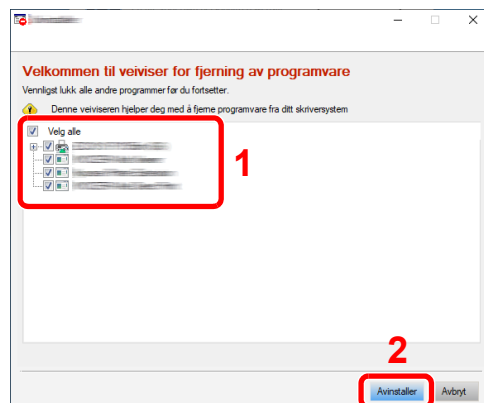 Velkommen til veiviser for fjerning av programvare
Vennligst lukk alle andre programmer før du fortsetter.
Denne veiviseren hjelper deg med å fjerne programvare fra ditt skriversystem
Velg alle
1
2
Avinstaller
Avbryt